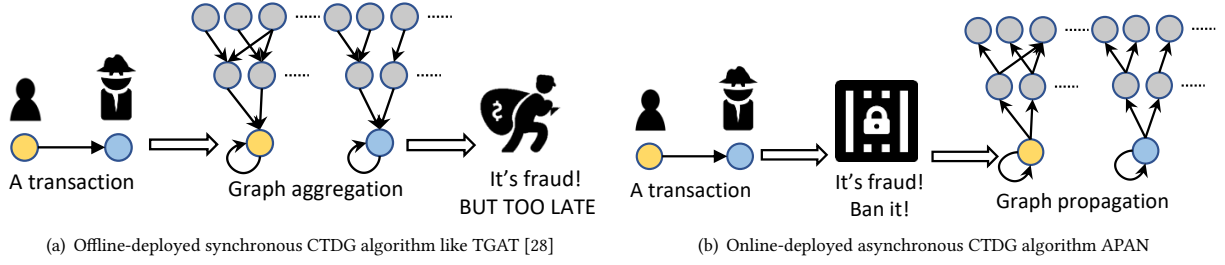 A transaction
Graph aggregation
It's fraud!
BUT TOO LATE
(a) Offline-deployed synchronous CTDG algorithm like TGAT [28]
A transaction
It's fraud!
Ban it!
Graph propagation
(b) Online-deployed asynchronous CTDG algorithm APAN